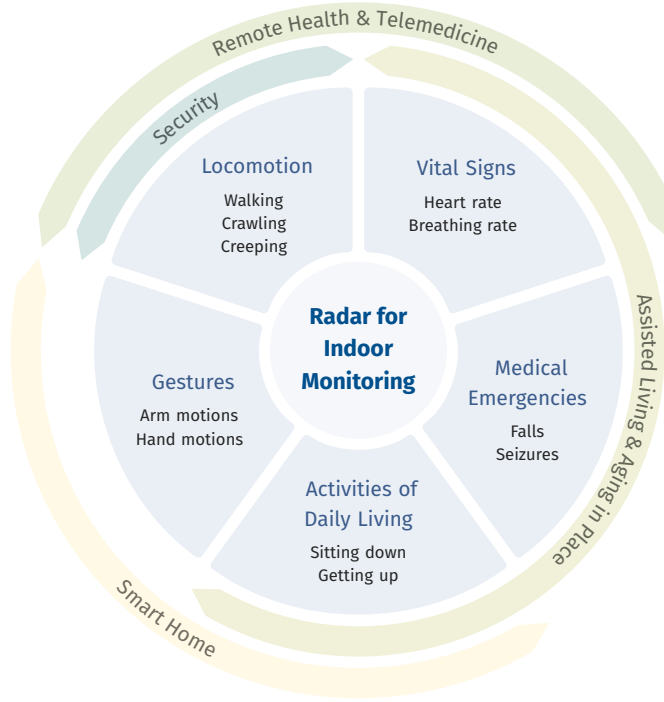 Remote Health & Telemedicine
Security
Locomotion
Walking
Crawling
Creeping
Vital Signs
Heart rate
Breathing rate
Radar for
Indoor
Monitoring
Gestures
Arm motions
Hand motions
Medical
Emergencies
Falls
Seizures
Activities of
Daily Living
Sitting down
Getting up
Assisted Living & Aging in Place
Smart Home